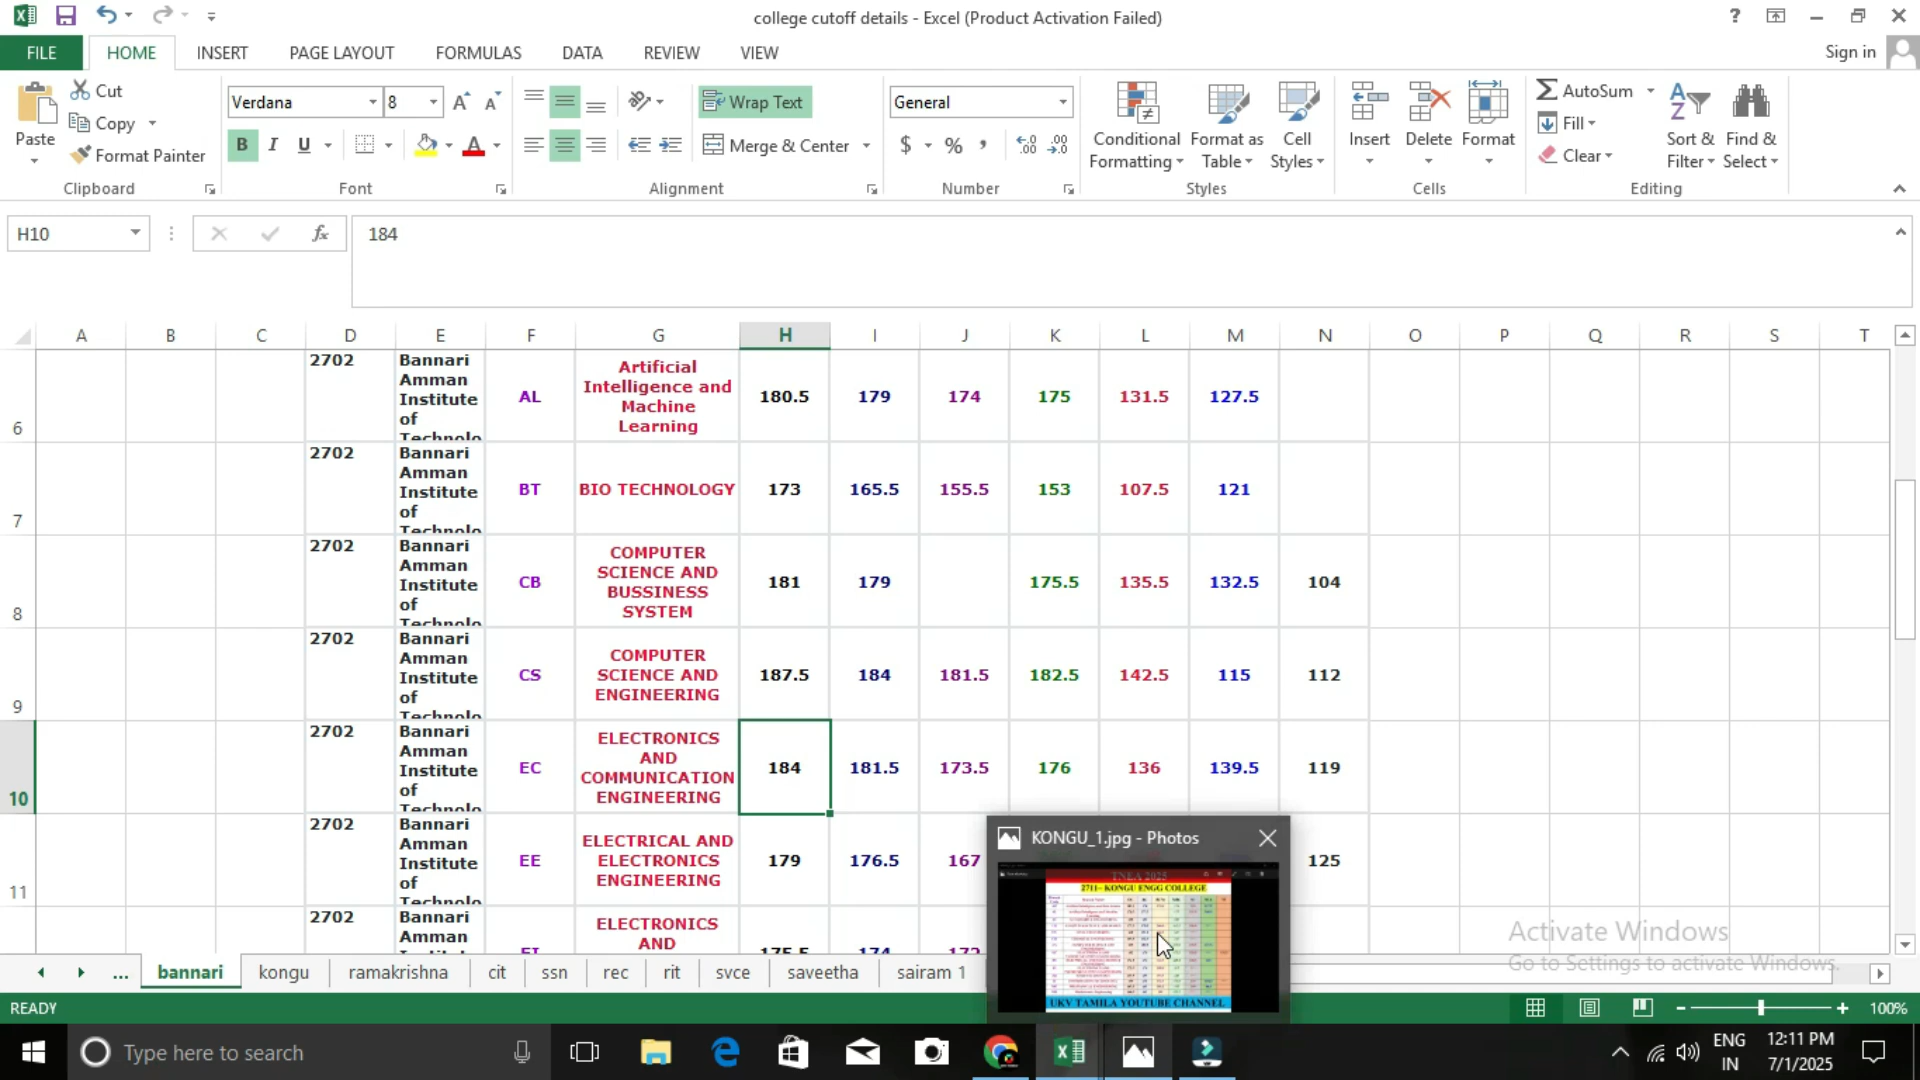 college cutoff details - Excel (Product Activation Failed)
?
FILE HOME INSERT PAGE LAYOUT FORMULAS DATA REVIEW VIEW Sign in
Paste
Cut
Copy
Format Painter
Clipboard
Verdana 8
B I U
A
Font
Wrap Text
Merge & Center
Alignment
General
$ % ,
Number
Conditional Formatting
Format as Table
Cell Styles
Styles
Insert
Delete
Format
Cells
AutoSum
Fill
Clear
Sort & Filter
Find & Select
Editing
H10 fx 184
A B C D E F G H I J K L M N O P Q R S T
6 2702 Bannari Amman Institute of Technolo AL Artificial Intelligence and Machine Learning 180.5 179 174 175 131.5 127.5
7 2702 Bannari Amman Institute of Technolo BT BIO TECHNOLOGY 173 165.5 155.5 153 107.5 121
8 2702 Bannari Amman Institute of Technolo CB COMPUTER SCIENCE AND BUSSINESS SYSTEM 181 179 175.5 135.5 132.5 104
9 2702 Bannari Amman Institute of Technolo CS COMPUTER SCIENCE AND ENGINEERING 187.5 184 181.5 182.5 142.5 115 112
10 2702 Bannari Amman Institute of Technolo EC ELECTRONICS AND COMMUNICATION ENGINEERING 184 181.5 173.5 176 136 139.5 119
11 2702 Bannari Amman Institute of Technolo EE ELECTRICAL AND ELECTRONICS ENGINEERING 179 176.5 167 125
2702 Bannari Amman Institute EI ELECTRONICS AND 175.5 174 172
KONGU_1.jpg - Photos
TNEA 2025
2711- KONGU ENGG COLLEGE
UKV TAMILA YOUTUBE CHANNEL
Activate Windows
Go to Settings to activate Windows.
... bannari kongu ramakrishna cit ssn rec rit svce saveetha sairam 1
READY 100%
Type here to search
ENG
IN
12:11 PM
7/1/2025